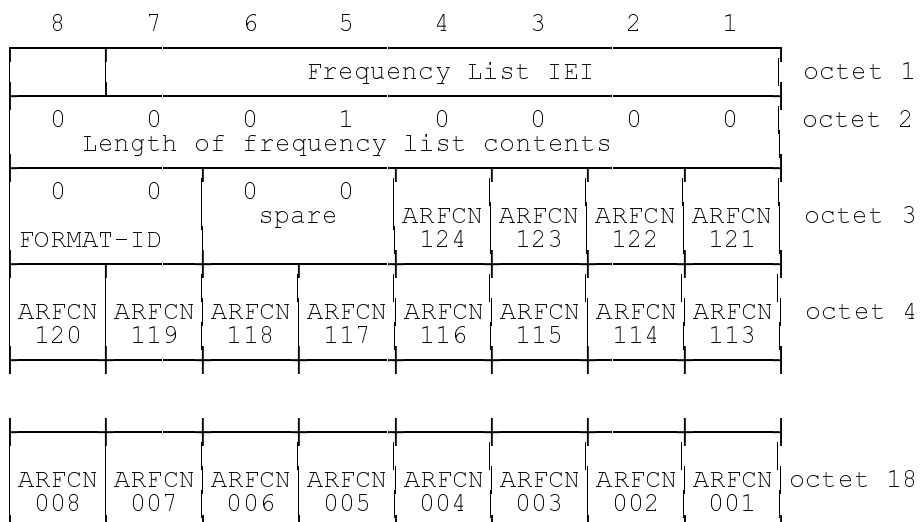 8 7 6 5 4 3 2 1
Frequency List IEI octet 1
0 0 0 1 0 0 0 0 octet 2
Length of frequency list contents
0 0 0 0
spare ARFCN ARFCN ARFCN ARFCN octet 3
FORMAT-ID 124 123 122 121
ARFCN ARFCN ARFCN ARFCN ARFCN ARFCN ARFCN ARFCN octet 4
120 119 118 117 116 115 114 113
ARFCN ARFCN ARFCN ARFCN ARFCN ARFCN ARFCN ARFCN octet 18
008 007 006 005 004 003 002 001